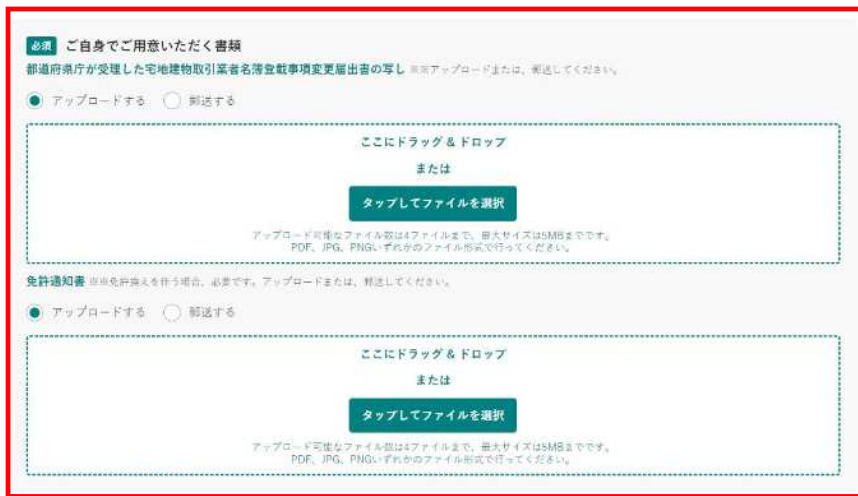 必須 ご自身でご用意いただく書類
都道府県庁が受理した宅地建物取引業者名簿登載事項変更届出書の写し ※※アップロードまたは、郵送してください。
アップロードする 郵送する
ここにドラッグ & ドロップ
または
タップしてファイルを選択
アップロード可能なファイル数は4ファイルまで、最大サイズは5MBまでです。
PDF、JPG、PNGいずれかのファイル形式で行ってください。
免許通知書 ※※免許換えを伴う場合、必要です。アップロードまたは、郵送してください。
アップロードする 郵送する
ここにドラッグ & ドロップ
または
タップしてファイルを選択
アップロード可能なファイル数は4ファイルまで、最大サイズは5MBまでです。
PDF、JPG、PNGいずれかのファイル形式で行ってください。